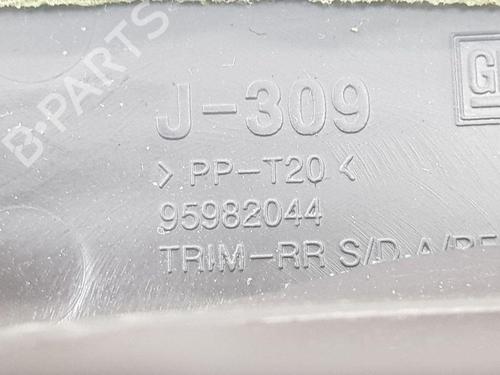 J-309
> PP-T20 <
95982044
TRIM-RR S/D
B-PARTS